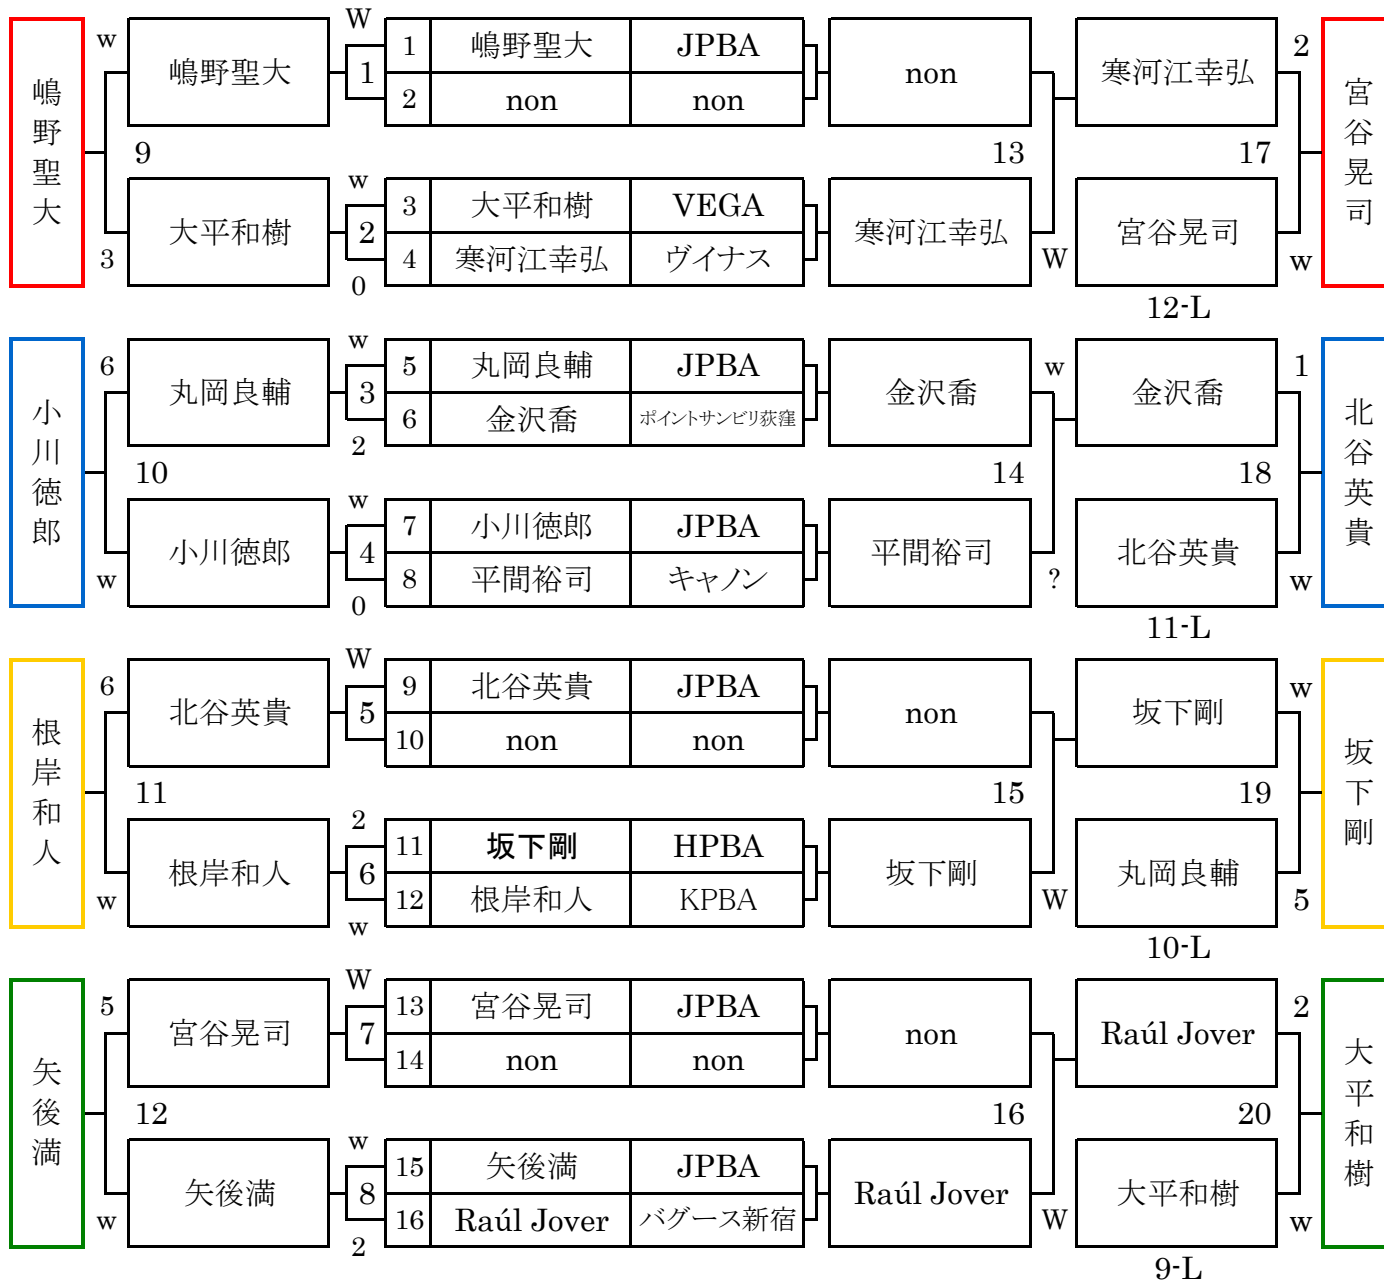 嶋野聖大
w
3
嶋野聖大
9
大平和樹
W
1
w
2
0
1 嶋野聖大 JPBA
2 non non
3 大平和樹 VEGA
4 寒河江幸弘 ヴイナス
non
13
寒河江幸弘
W
寒河江幸弘
17
宮谷晃司
12-L
2
w
宮谷晃司
小川徳郎
6
w
丸岡良輔
10
小川徳郎
w
3
2
w
4
0
5 丸岡良輔 JPBA
6 金沢喬 ポイントサンビリ荻窪
7 小川徳郎 JPBA
8 平間裕司 キャノン
金沢喬
14
平間裕司
w
?
金沢喬
18
北谷英貴
11-L
1
w
北谷英貴
根岸和人
6
w
北谷英貴
11
根岸和人
W
5
2
6
w
9 北谷英貴 JPBA
10 non non
11 坂下剛 HPBA
12 根岸和人 KPBA
non
15
坂下剛
W
坂下剛
19
丸岡良輔
10-L
w
5
坂下剛
矢後満
5
w
宮谷晃司
12
矢後満
W
7
w
8
2
13 宮谷晃司 JPBA
14 non non
15 矢後満 JPBA
16 Raúl Jover バグース新宿
non
16
Raúl Jover
W
Raúl Jover
20
大平和樹
9-L
2
w
大平和樹